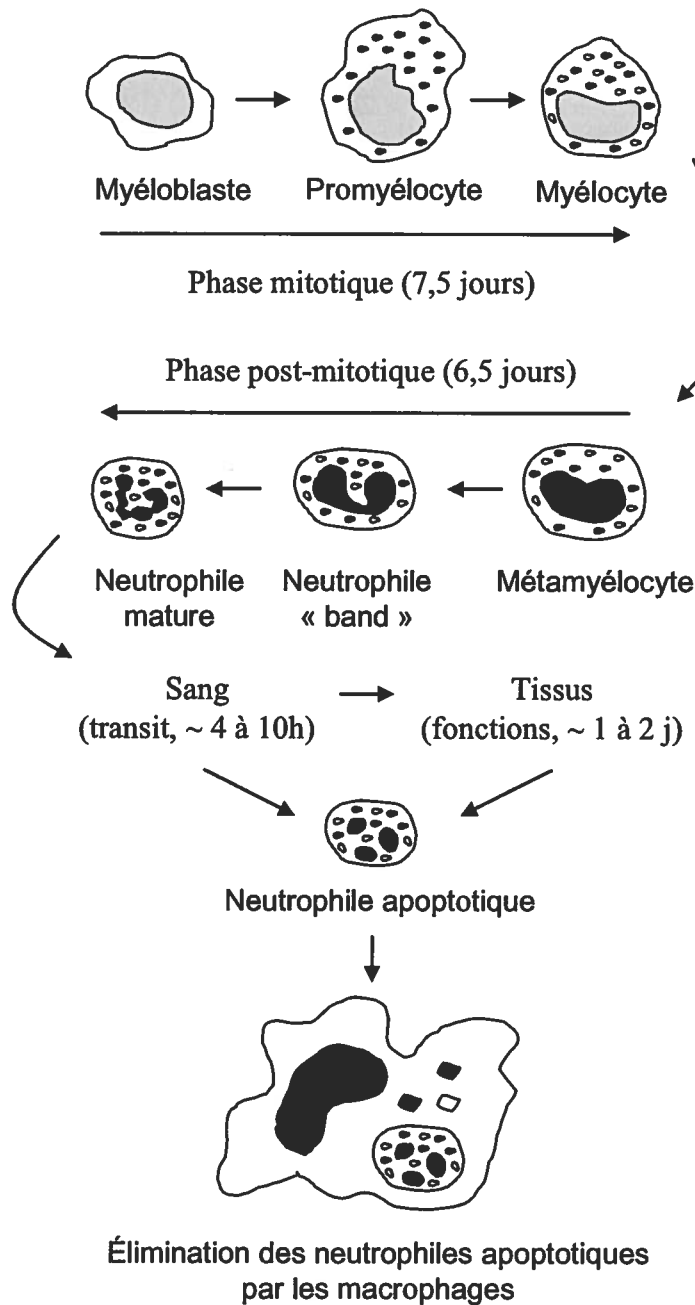 Myéloblaste Promyélocyte Myélocyte
Phase mitotique (7,5 jours)
Phase post-mitotique (6,5 jours)
Neutrophile Neutrophile Métamyélocyte
mature « band »
Sang Tissus
(transit, ~ 4 à 10h) (fonctions, ~ 1 à 2 j)
Neutrophile apoptotique
Élimination des neutrophiles apoptotiques
par les macrophages